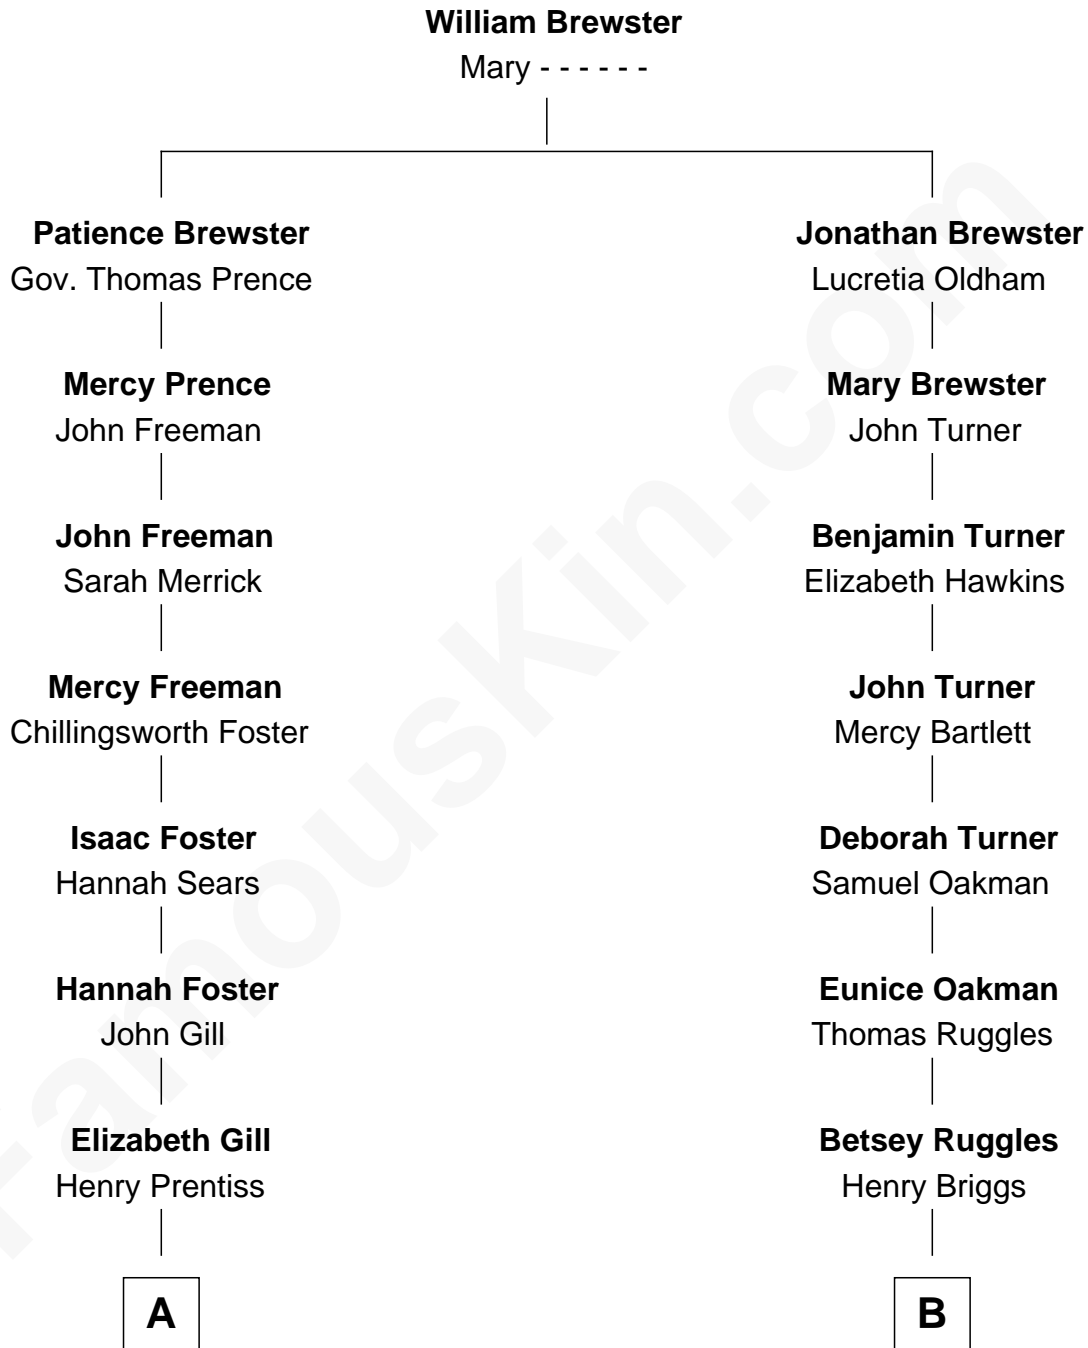 William Brewster
Mary - - - - - -
Patience Brewster
Gov. Thomas Prence
Jonathan Brewster
Lucretia Oldham
Mercy Prence
John Freeman
Mary Brewster
John Turner
John Freeman
Sarah Merrick
Benjamin Turner
Elizabeth Hawkins
Mercy Freeman
Chillingsworth Foster
John Turner
Mercy Bartlett
Isaac Foster
Hannah Sears
Deborah Turner
Samuel Oakman
Hannah Foster
John Gill
Eunice Oakman
Thomas Ruggles
Elizabeth Gill
Henry Prentiss
Betsey Ruggles
Henry Briggs
A
B
FamousKin.com